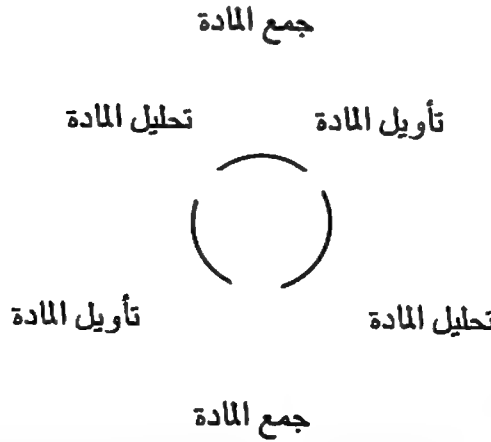 جمع المادة
تأويل المادة
تحليل المادة
تحليل المادة
تأويل المادة
جمع المادة